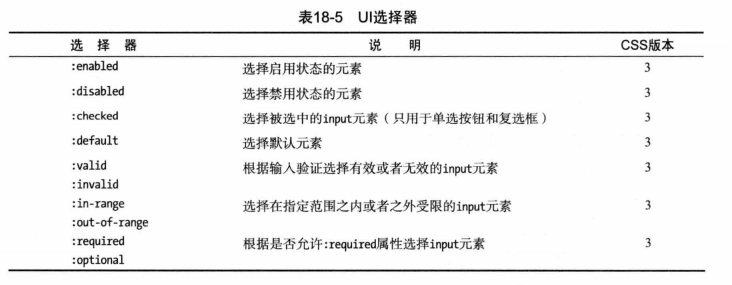 表18-5 UI选择器
选择器 说明 CSS版本
:enabled 选择启用状态的元素 3
:disabled 选择禁用状态的元素 3
:checked 选择被选中的input元素（只用于单选按钮和复选框） 3
:default 选择默认元素 3
:valid 根据输入验证选择有效或者无效的input元素 3
:invalid
:in-range 选择在指定范围之内或者之外受限的input元素 3
:out-of-range
:required 根据是否允许:required属性选择input元素 3
:optional